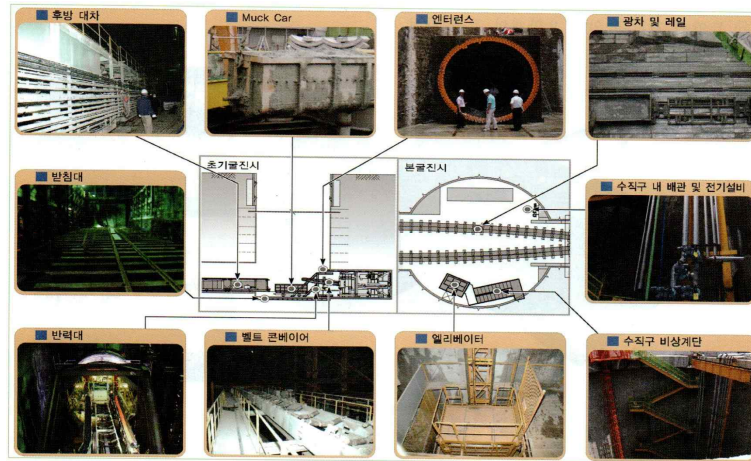 후방 대차
Muck Car
엔터런스
광차 및 레일
초기굴진시
본굴진시
받침대
수직구 내 배관 및 전기설비
반력대
벨트 콘베이어
엘리베이터
수직구 비상계단